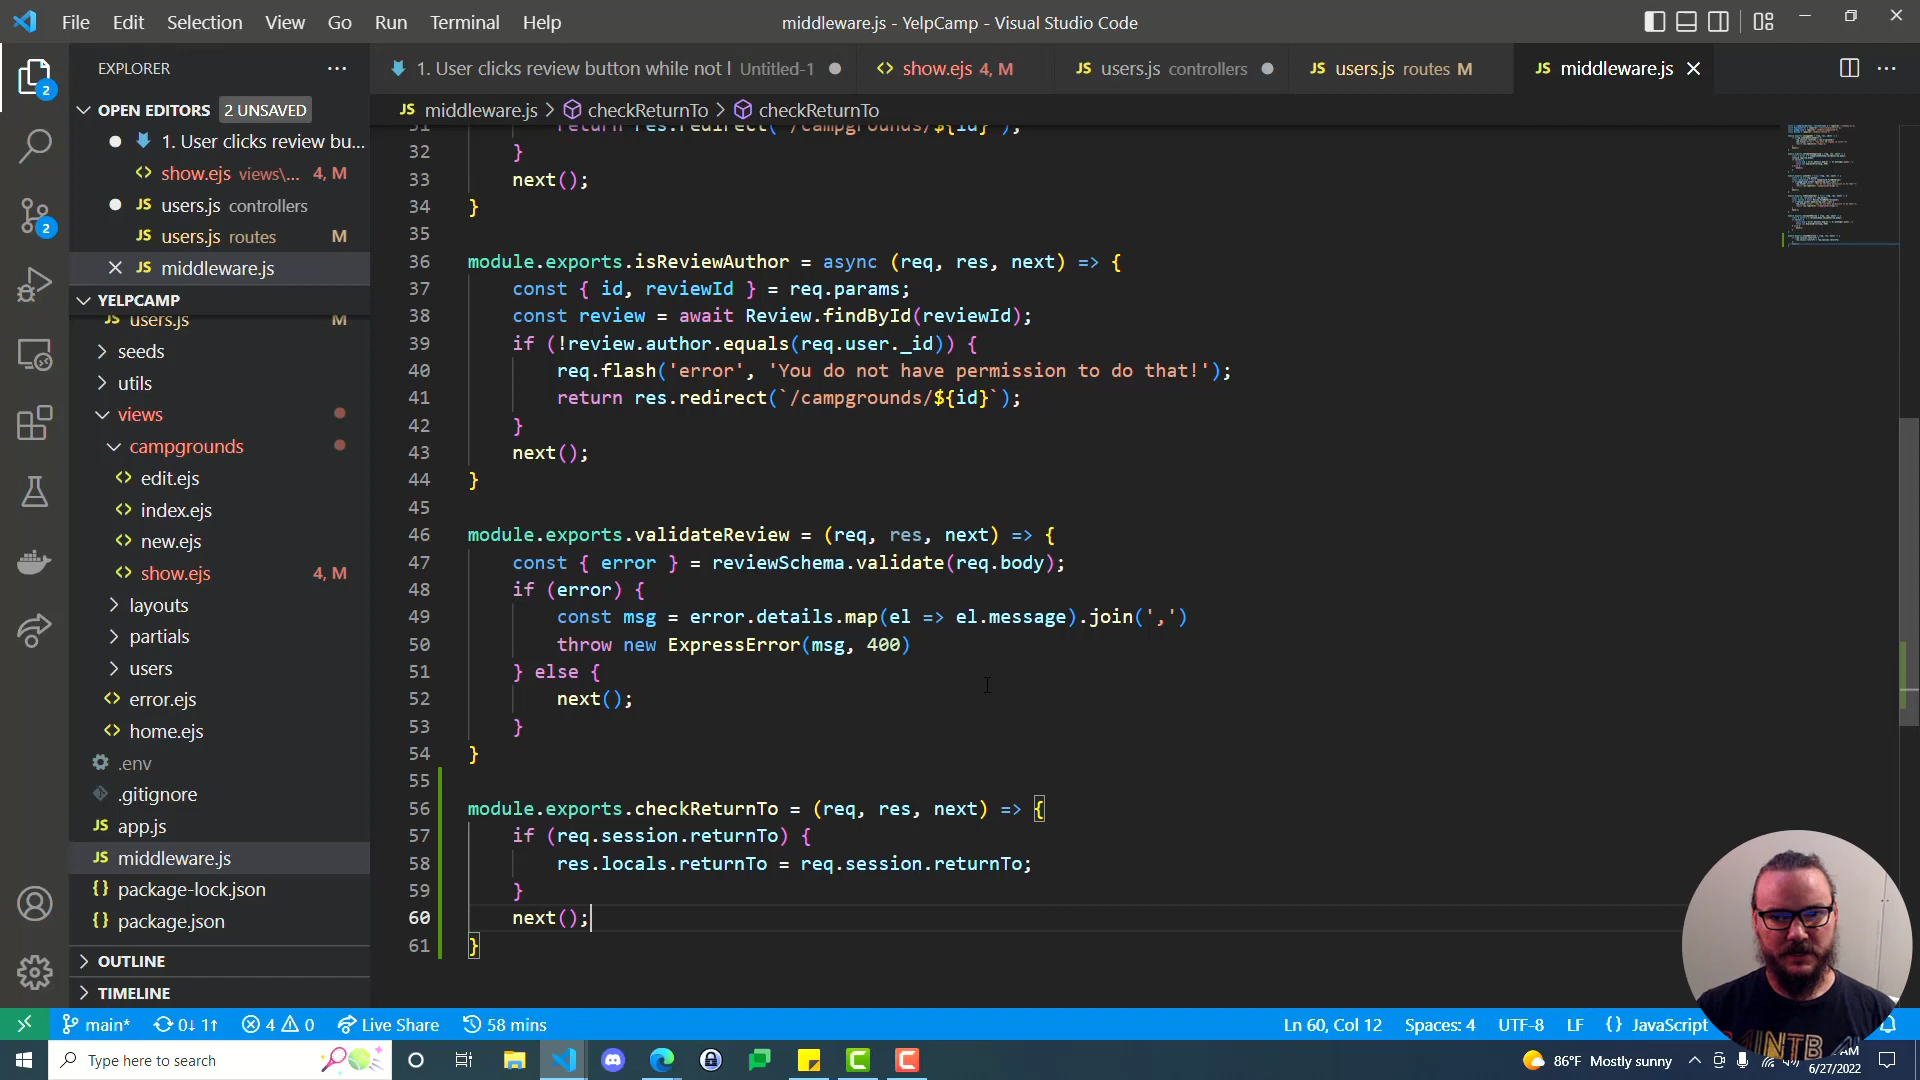 File Edit Selection View Go Run Terminal Help
middleware.js - YelpCamp - Visual Studio Code
EXPLORER
OPEN EDITORS 2 UNSAVED
1. User clicks review bu...
show.ejs views\... 4, M
users.js controllers
users.js routes M
middleware.js
YELPCAMP
users.js M
seeds
utils
views
campgrounds
edit.ejs
index.ejs
new.ejs
show.ejs 4, M
layouts
partials
users
error.ejs
home.ejs
.env
.gitignore
app.js
middleware.js
package-lock.json
package.json
OUTLINE
TIMELINE
1. User clicks review button while not l Untitled-1
show.ejs 4, M
users.js controllers
users.js routes M
middleware.js
middleware.js > checkReturnTo > checkReturnTo
31 return res.redirect(`/campgrounds/${id}`);
32 }
33 next();
34 }
35
36 module.exports.isReviewAuthor = async (req, res, next) => {
37 const { id, reviewId } = req.params;
38 const review = await Review.findById(reviewId);
39 if (!review.author.equals(req.user._id)) {
40 req.flash('error', 'You do not have permission to do that!');
41 return res.redirect(`/campgrounds/${id}`);
42 }
43 next();
44 }
45
46 module.exports.validateReview = (req, res, next) => {
47 const { error } = reviewSchema.validate(req.body);
48 if (error) {
49 const msg = error.details.map(el => el.message).join(',')
50 throw new ExpressError(msg, 400)
51 } else {
52 next();
53 }
54 }
55
56 module.exports.checkReturnTo = (req, res, next) => {
57 if (req.session.returnTo) {
58 res.locals.returnTo = req.session.returnTo;
59 }
60 next();
61 }
2
2
main* 0↓ 1↑ 4 0 Live Share 58 mins
Ln 60, Col 12 Spaces: 4 UTF-8 LF {} JavaScript
Type here to search
86°F Mostly sunny
AM
6/27/2022